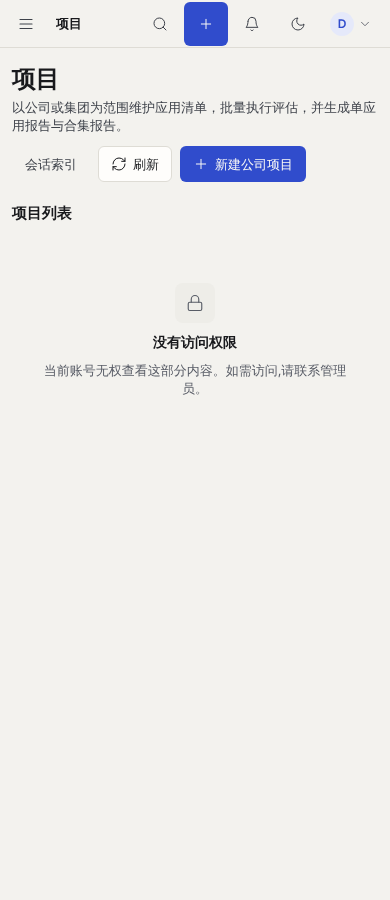 项目
D
项目
以公司或集团为范围维护应用清单，批量执行评估，并生成单应
用报告与合集报告。
会话索引
刷新
新建公司项目
项目列表
没有访问权限
当前账号无权查看这部分内容。如需访问,请联系管理
员。